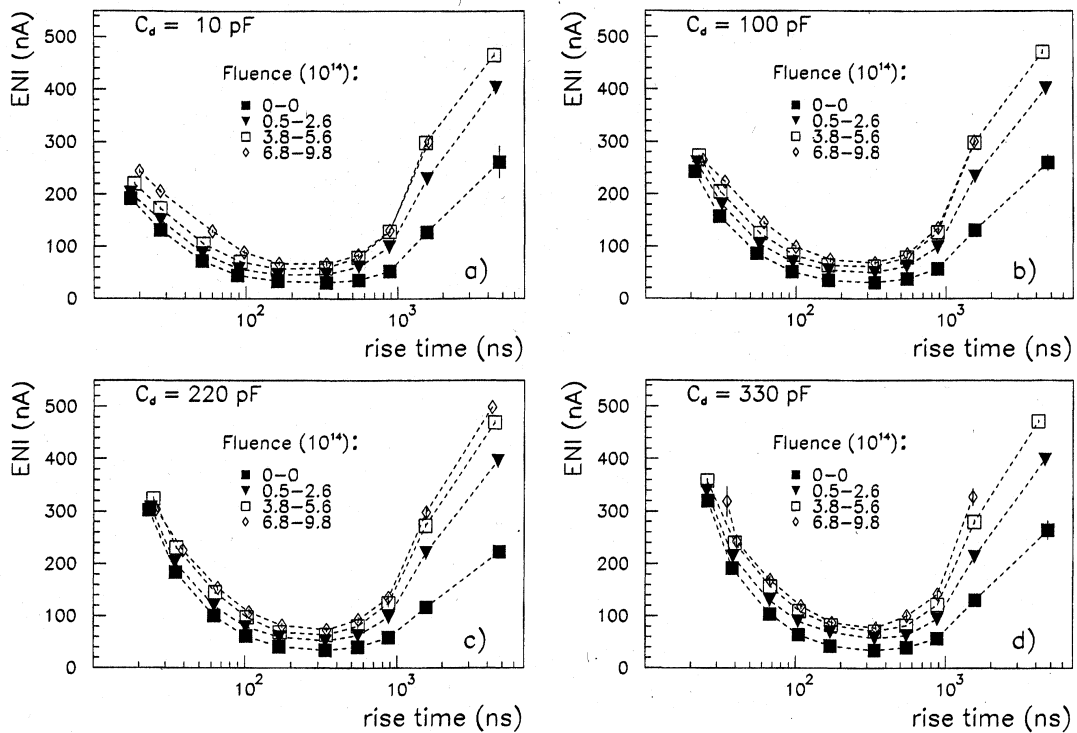 C_d = 10 pF
ENI (nA)
500
400
300
200
100
0
Fluence (10^14):
0–0
0.5–2.6
3.8–5.6
6.8–9.8
a)
10^2
10^3
rise time (ns)
C_d = 100 pF
ENI (nA)
500
400
300
200
100
0
Fluence (10^14):
0–0
0.5–2.6
3.8–5.6
6.8–9.8
b)
10^2
10^3
rise time (ns)
C_d = 220 pF
ENI (nA)
500
400
300
200
100
0
Fluence (10^14):
0–0
0.5–2.6
3.8–5.6
6.8–9.8
c)
10^2
10^3
rise time (ns)
C_d = 330 pF
ENI (nA)
500
400
300
200
100
0
Fluence (10^14):
0–0
0.5–2.6
3.8–5.6
6.8–9.8
d)
10^2
10^3
rise time (ns)